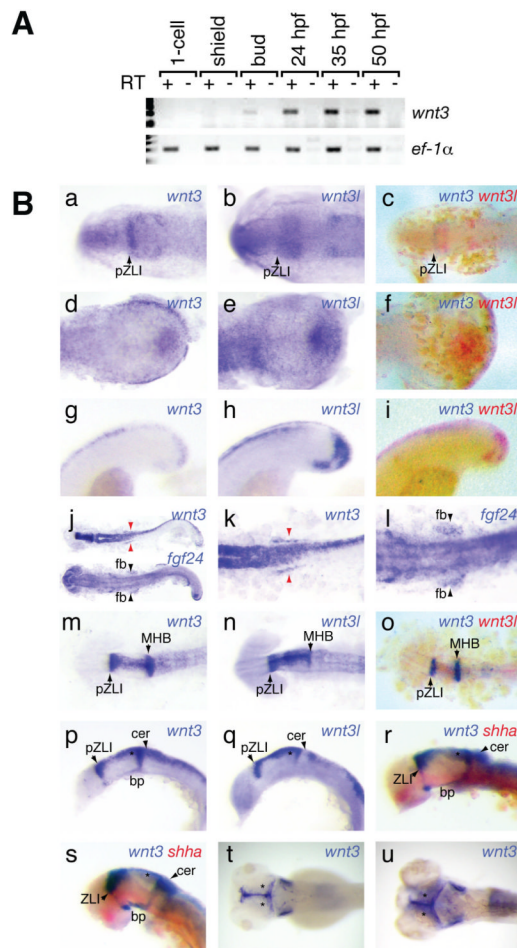 A
1-cell shield bud 24 hpf 35 hpf 50 hpf
RT + - + - + - + - + - + -
wnt3
ef-1α
B
a wnt3 pZLI
b wnt3l pZLI
c wnt3 wnt3l pZLI
d wnt3
e wnt3l
f wnt3 wnt3l
g wnt3
h wnt3l
i wnt3 wnt3l
j wnt3
fb fgf24
fb
k wnt3
l fgf24
fb
fb
m wnt3
MHB
pZLI
n wnt3l
MHB
pZLI
o wnt3 wnt3l
MHB
pZLI
p wnt3
pZLI cer
*
bp
q wnt3l
pZLI cer
*
r wnt3 shha
* cer
ZLI
bp
s wnt3 shha
* cer
ZLI
bp
t wnt3
*
*
u wnt3
*
*